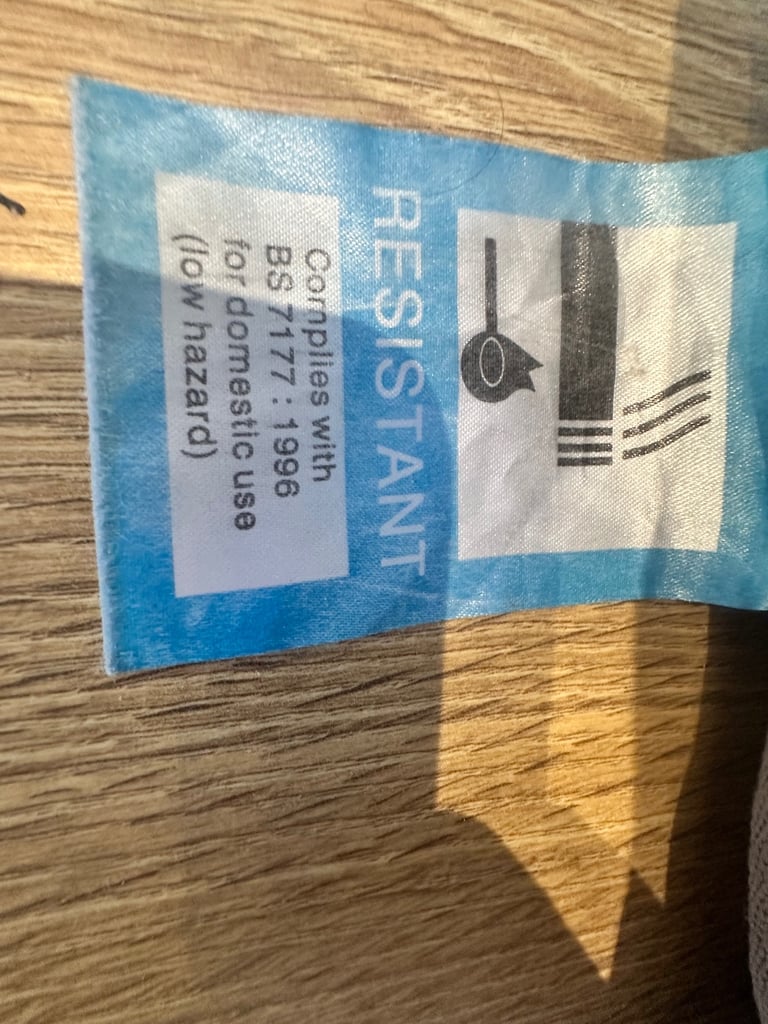 RESISTANT
Complies with
BS 7177 : 1996
for domestic use
(low hazard)